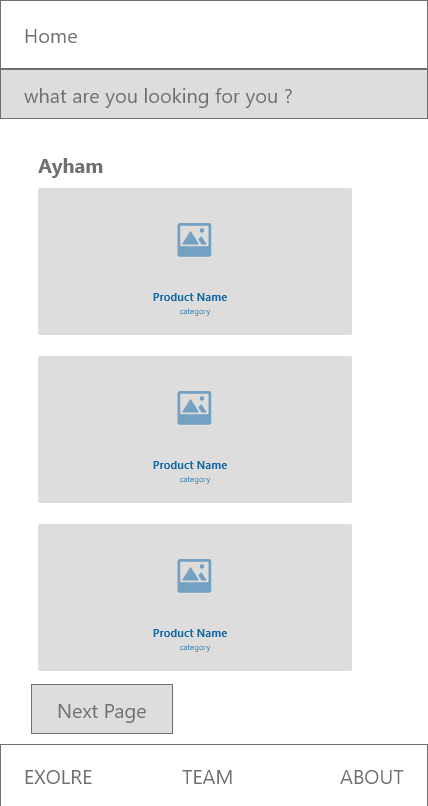 Home
what are you looking for you ?
Ayham
Product Name
category
Product Name
category
Product Name
category
Next Page
EXOLRE TEAM ABOUT